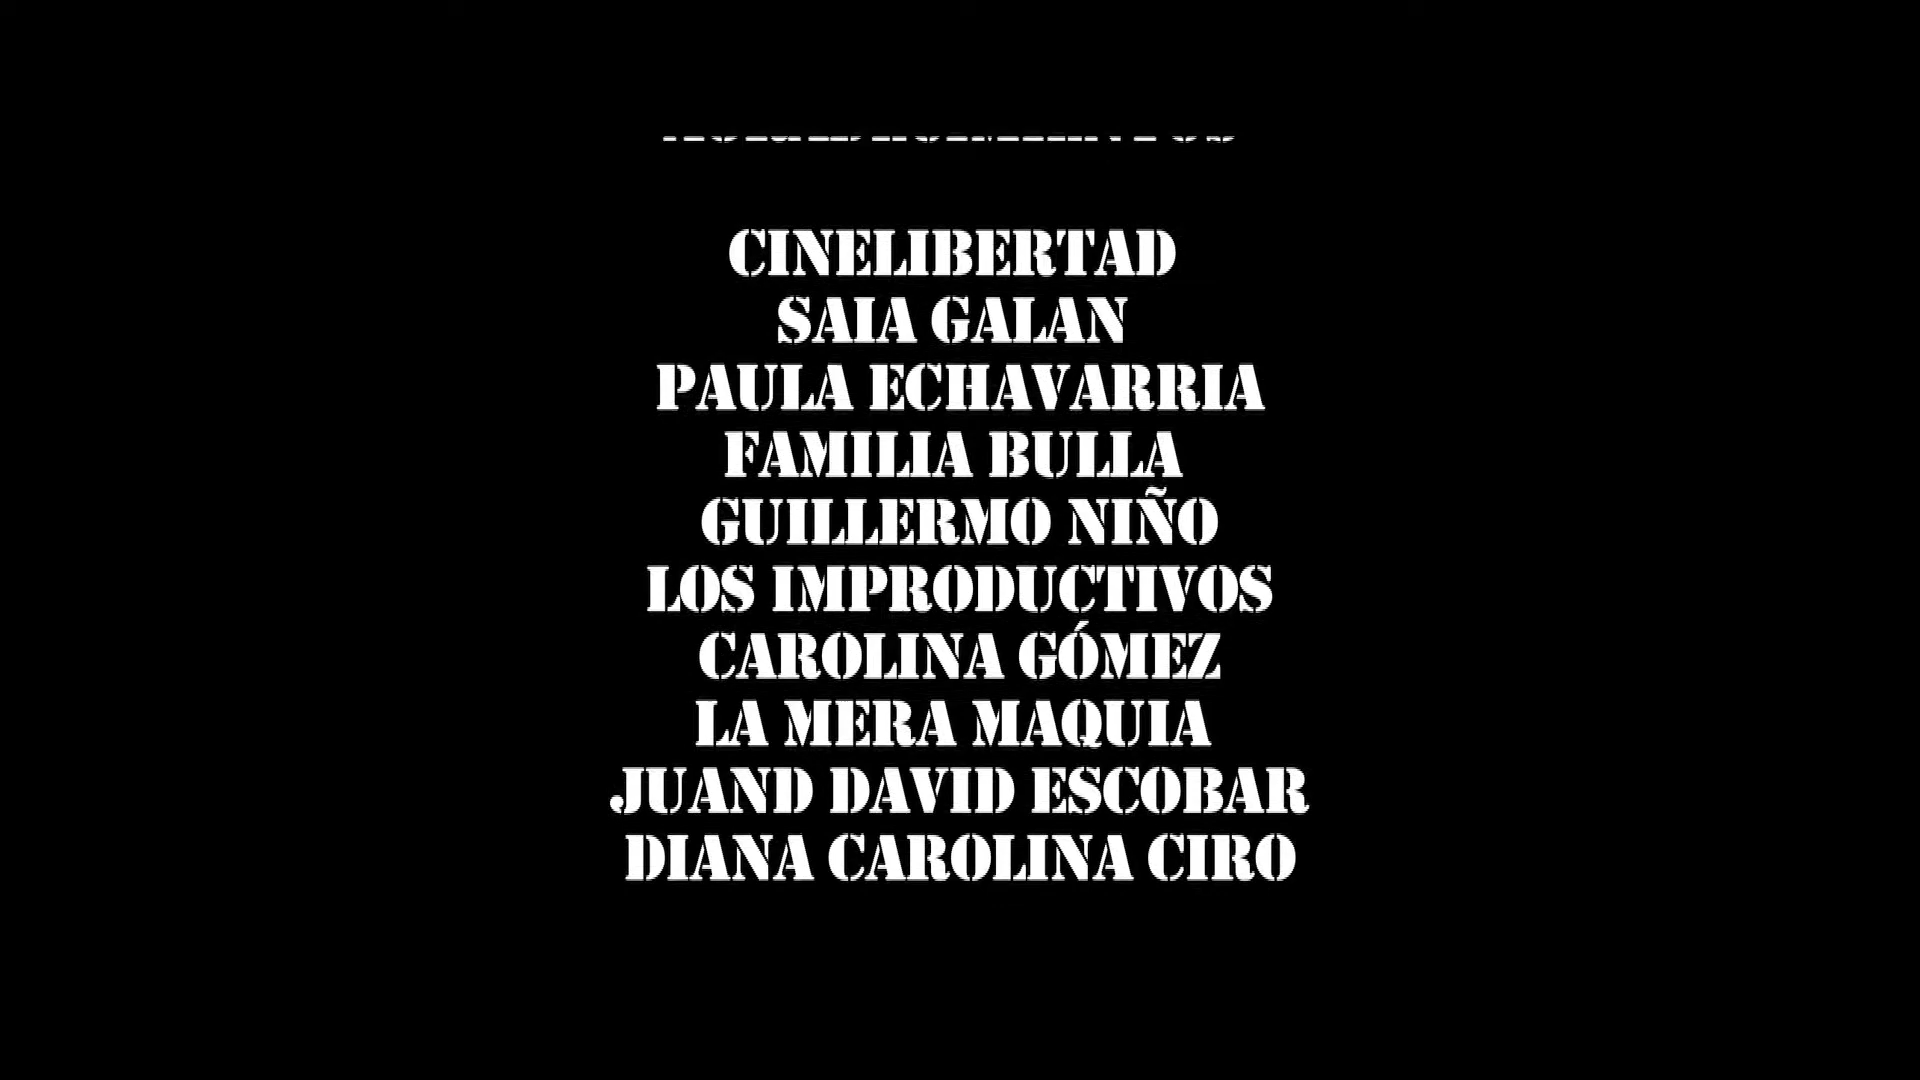 CINELIBERTAD
SAIA GALAN
PAULA ECHAVARRIA
FAMILIA BULLA
GUILLERMO NIÑO
LOS IMPRODUCTIVOS
CAROLINA GÓMEZ
LA MERA MAQUIA
JUAND DAVID ESCOBAR
DIANA CAROLINA CIRO